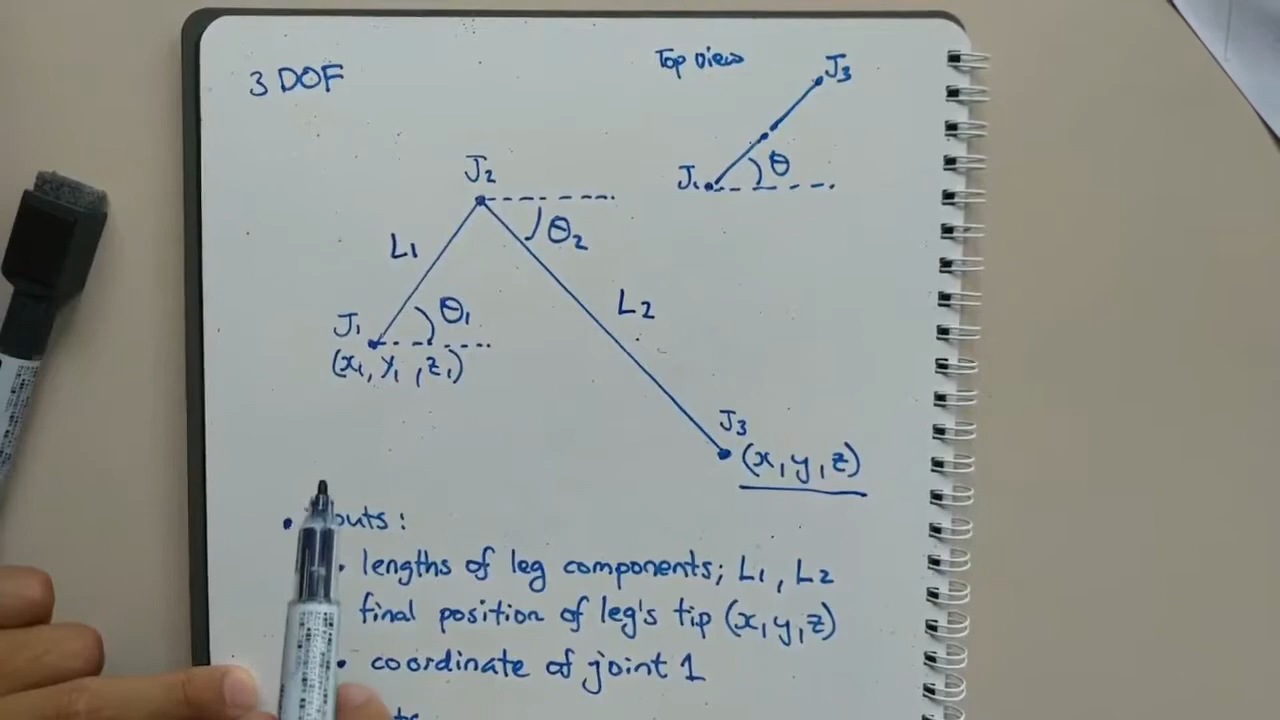 3 DOF
Top view
J3
J1
θ
J2
θ2
L1
L2
θ1
J1
(x1, y1, z1)
J3
(x, y, z)
• lengths of leg components; L1, L2
final position of leg's tip (x, y, z)
• coordinate of joint 1